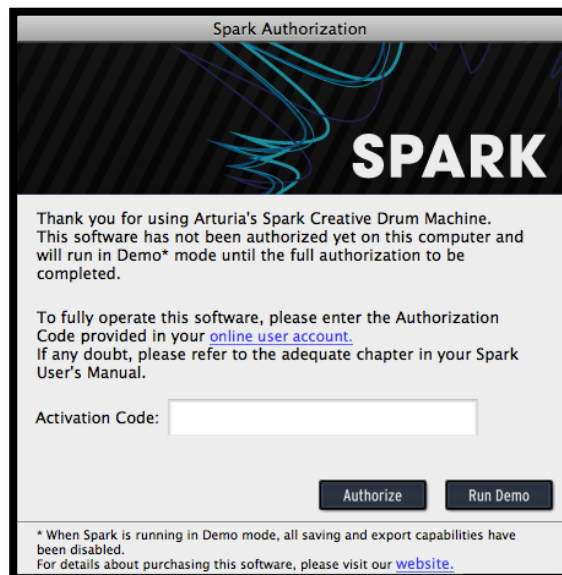 Spark Authorization
SPARK
Thank you for using Arturia's Spark Creative Drum Machine.
This software has not been authorized yet on this computer and
will run in Demo* mode until the full authorization to be
completed.
To fully operate this software, please enter the Authorization
Code provided in your online user account.
If any doubt, please refer to the adequate chapter in your Spark
User's Manual.
Activation Code:
Authorize Run Demo
* When Spark is running in Demo mode, all saving and export capabilities have
been disabled.
For details about purchasing this software, please visit our website.